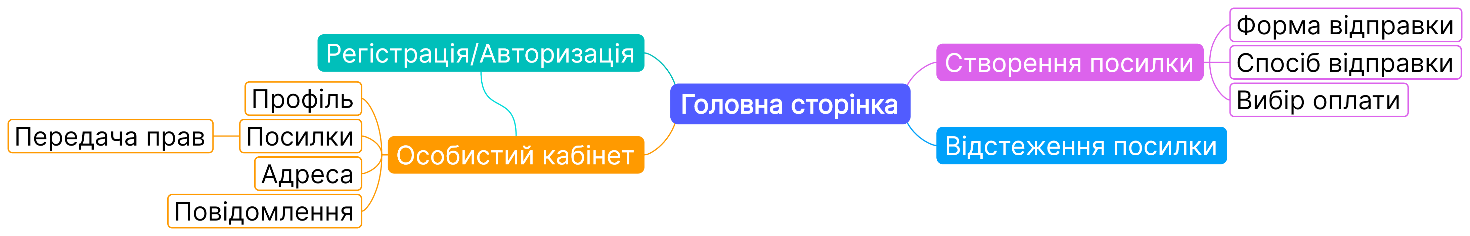 Регістрація/Авторизація
Профіль
Передача прав
Посилки
Особистий кабінет
Адреса
Повідомлення
Головна сторінка
Створення посилки
Форма відправки
Спосіб відправки
Вибір оплати
Відстеження посилки